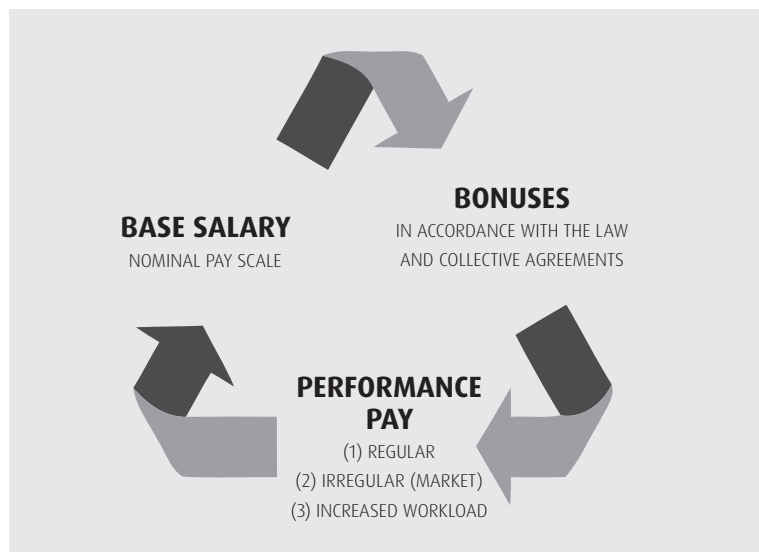 BASE SALARY
NOMINAL PAY SCALE
BONUSES
IN ACCORDANCE WITH THE LAW
AND COLLECTIVE AGREEMENTS
PERFORMANCE
PAY
(1) REGULAR
(2) IRREGULAR (MARKET)
(3) INCREASED WORKLOAD